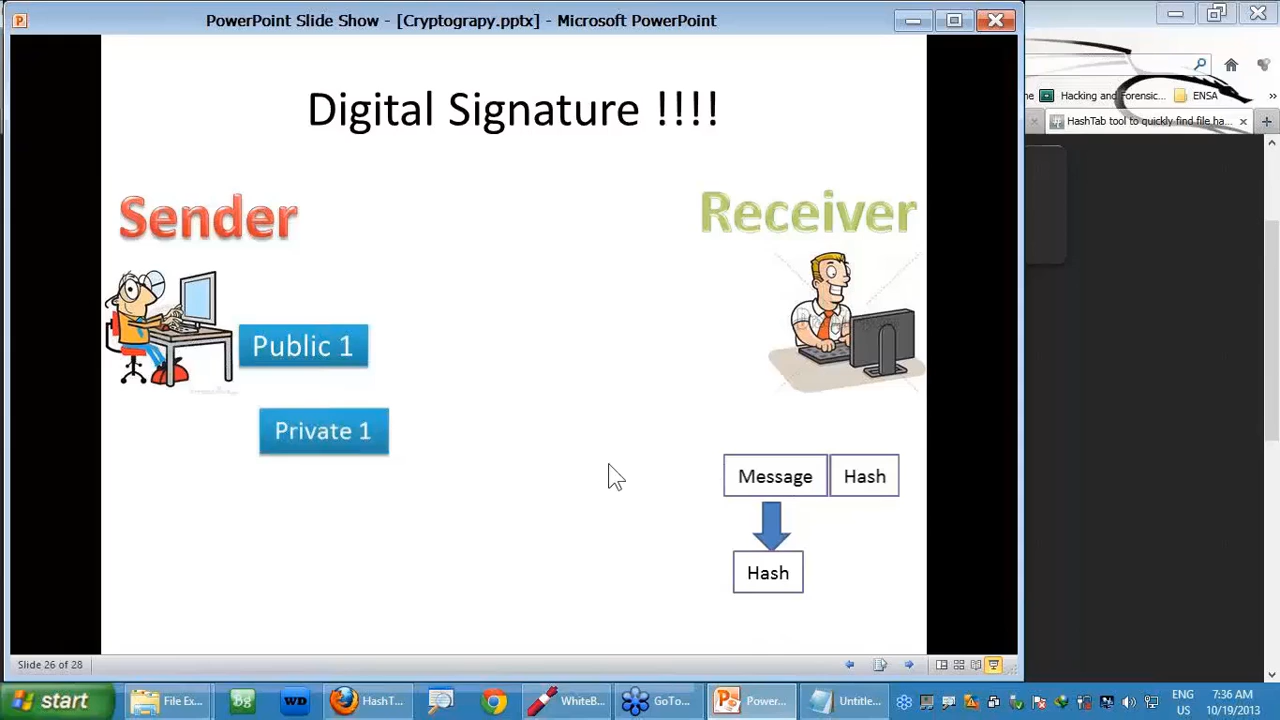 PowerPoint Slide Show - [Cryptograpy.pptx] - Microsoft PowerPoint
Digital Signature !!!!
Sender
Receiver
Public 1
Private 1
Message
Hash
Hash
Slide 26 of 28
Hacking and Forensic...
ENSA
»
HashTab tool to quickly find file ha...
start
File Ex...
bg
WD
HashT...
WhiteB...
GoTo...
Power...
Untitle...
ENG
US
7:36 AM
10/19/2013